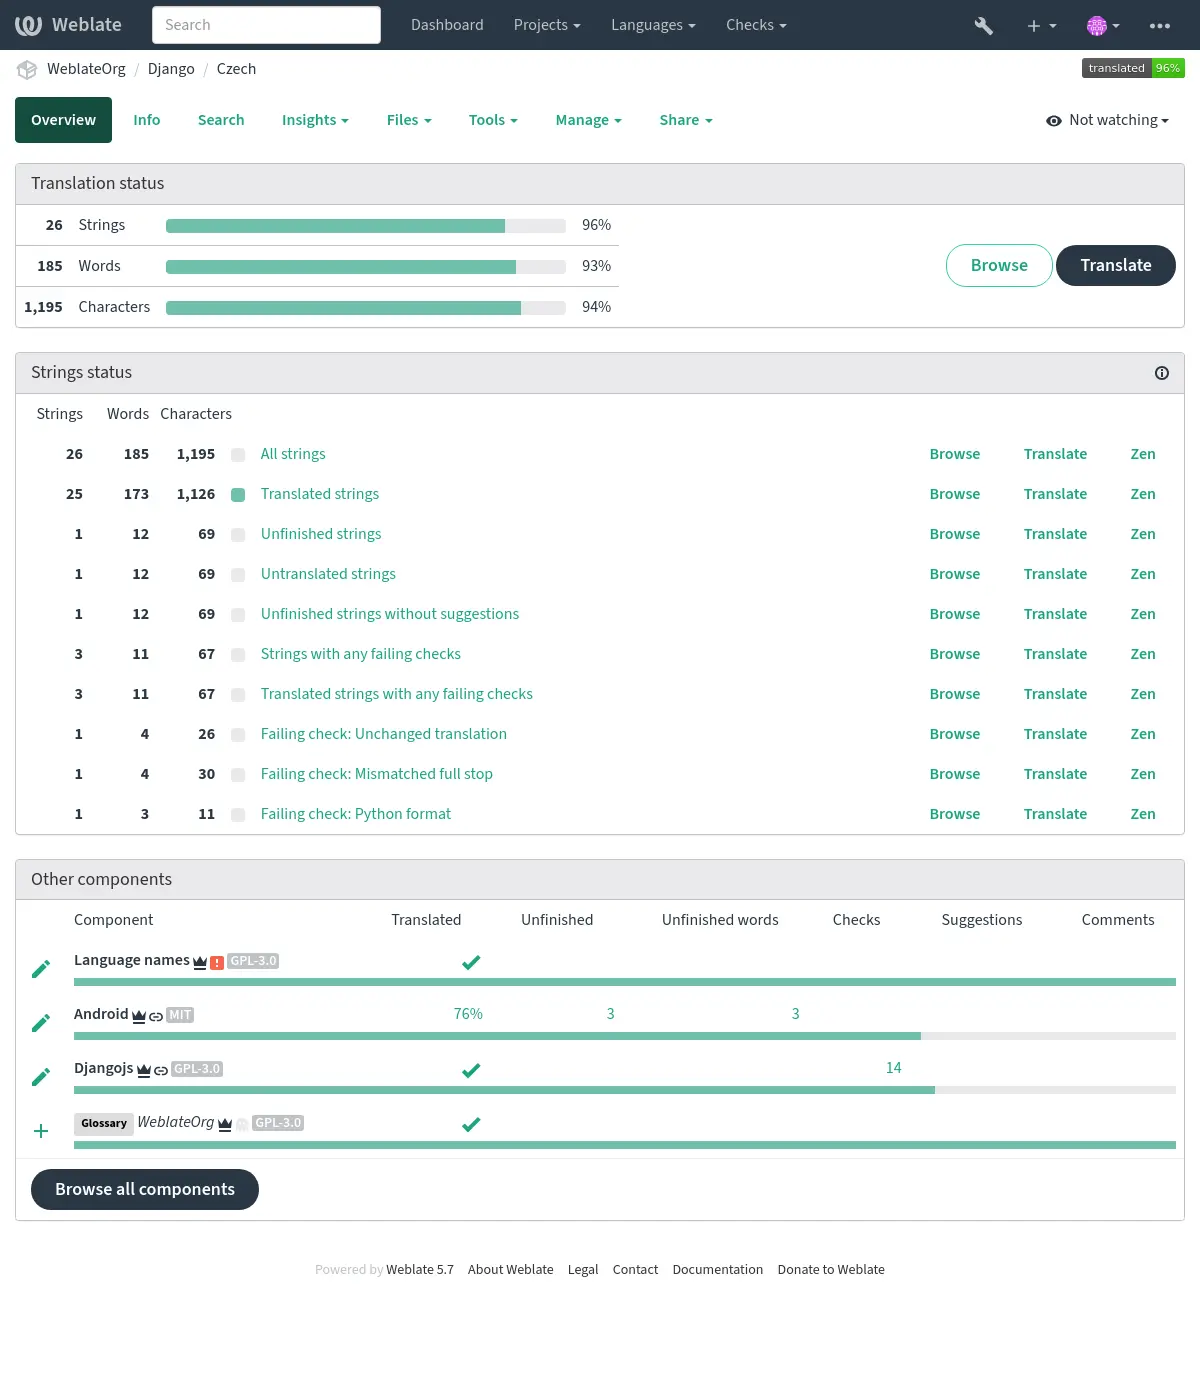 Weblate Search Dashboard Projects Languages Checks
WeblateOrg / Django / Czech translated 96%
Overview Info Search Insights Files Tools Manage Share Not watching
Translation status
26 Strings 96%
185 Words 93%
1,195 Characters 94%
Browse Translate
Strings status
Strings Words Characters
26 185 1,195 All strings Browse Translate Zen
25 173 1,126 Translated strings Browse Translate Zen
1 12 69 Unfinished strings Browse Translate Zen
1 12 69 Untranslated strings Browse Translate Zen
1 12 69 Unfinished strings without suggestions Browse Translate Zen
3 11 67 Strings with any failing checks Browse Translate Zen
3 11 67 Translated strings with any failing checks Browse Translate Zen
1 4 26 Failing check: Unchanged translation Browse Translate Zen
1 4 30 Failing check: Mismatched full stop Browse Translate Zen
1 3 11 Failing check: Python format Browse Translate Zen
Other components
Component Translated Unfinished Unfinished words Checks Suggestions Comments
Language names GPL-3.0
Android MIT 76% 3 3
Djangojs GPL-3.0 14
Glossary WeblateOrg GPL-3.0
Browse all components
Powered by Weblate 5.7 About Weblate Legal Contact Documentation Donate to Weblate